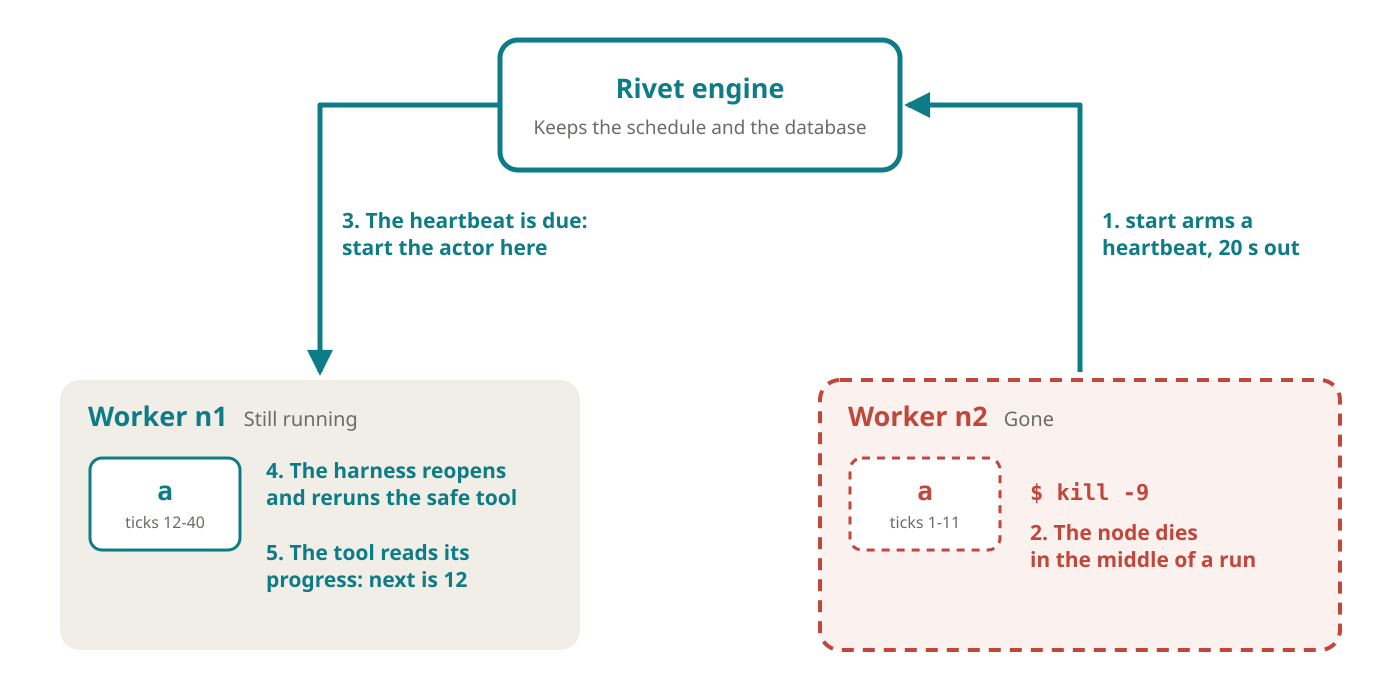 Rivet engine
Keeps the schedule and the database
3. The heartbeat is due:
start the actor here
1. start arms a
heartbeat, 20 s out
Worker n1 Still running
a
ticks 12-40
4. The harness reopens
and reruns the safe tool
5. The tool reads its
progress: next is 12
Worker n2 Gone
a
ticks 1-11
$ kill -9
2. The node dies
in the middle of a run